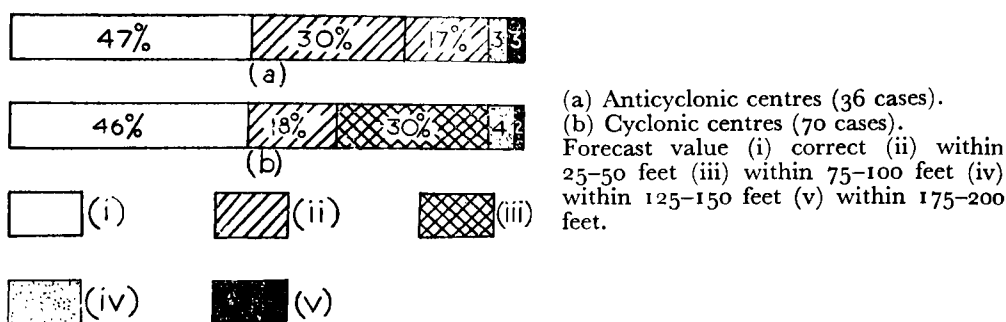 47% 30% 17% 3 3
(a)
46% 18% 30% 4 2
(b)
(i) (ii) (iii)
(iv) (v)
(a) Anticyclonic centres (36 cases).
(b) Cyclonic centres (70 cases).
Forecast value (i) correct (ii) within
25–50 feet (iii) within 75–100 feet (iv)
within 125–150 feet (v) within 175–200
feet.